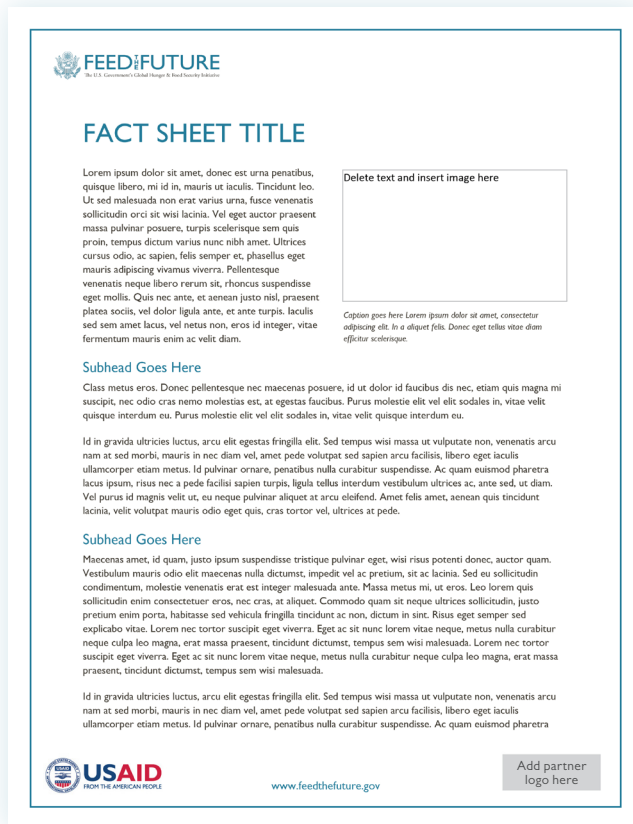 FEED THE FUTURE
The U.S. Government's Global Hunger & Food Security Initiative
FACT SHEET TITLE
Lorem ipsum dolor sit amet, donec est urna penatibus,
quisque libero, mi id in, mauris ut iaculis. Tincidunt leo.
Ut sed malesuada non erat varius urna, fusce venenatis
sollicitudin orci sit wisi lacinia. Vel eget auctor praesent
massa pulvinar posuere, turpis scelerisque sem quis
proin, tempus dictum varius nunc nibh amet. Ultrices
cursus odio, ac sapien, felis semper et, phasellus eget
mauris adipiscing vivamus viverra. Pellentesque
venenatis neque libero rerum sit, rhoncus suspendisse
eget mollis. Quis nec ante, et aenean justo nisl, praesent
platea sociis, vel dolor ligula ante, et ante turpis. Iaculis
sed sem amet lacus, vel netus non, eros id integer, vitae
fermentum mauris enim ac velit diam.
Delete text and insert image here
Caption goes here Lorem ipsum dolor sit amet, consectetur
adipiscing elit. In a aliquet felis. Donec eget tellus vitae diam
efficitur scelerisque.
Subhead Goes Here
Class metus eros. Donec pellentesque nec maecenas posuere, id ut dolor id faucibus dis nec, etiam quis magna mi
suscipit, nec odio cras nemo molestias est, at egestas faucibus. Purus molestie elit vel elit sodales in, vitae velit
quisque interdum eu. Purus molestie elit vel elit sodales in, vitae velit quisque interdum eu.
Id in gravida ultricies luctus, arcu elit egestas fringilla elit. Sed tempus wisi massa ut vulputate non, venenatis arcu
nam at sed morbi, mauris in nec diam vel, amet pede volutpat sed sapien arcu facilisis, libero eget iaculis
ullamcorper etiam metus. Id pulvinar ornare, penatibus nulla curabitur suspendisse. Ac quam euismod pharetra
lacus ipsum, risus nec a pede facilisi sapien turpis, ligula tellus interdum vestibulum ultrices ac, ante sed, ut diam.
Vel purus id magnis velit ut, eu neque pulvinar aliquet at arcu eleifend. Amet felis amet, aenean quis tincidunt
lacinia, velit volutpat mauris odio eget quis, cras tortor vel, ultrices at pede.
Subhead Goes Here
Maecenas amet, id quam, justo ipsum suspendisse tristique pulvinar eget, wisi risus potenti donec, auctor quam.
Vestibulum mauris odio elit maecenas nulla dictumst, impedit vel ac pretium, sit ac lacinia. Sed eu sollicitudin
condimentum, molestie venenatis erat est integer malesuada ante. Massa metus mi, ut eros. Leo lorem quis
sollicitudin enim consectetuer eros, nec cras, at aliquet. Commodo quam sit neque ultrices sollicitudin, justo
pretium enim porta, habitasse sed vehicula fringilla tincidunt ac non, dictum in sint. Risus eget semper sed
explicabo vitae. Lorem nec tortor suscipit eget viverra. Eget ac sit nunc lorem vitae neque, metus nulla curabitur
neque culpa leo magna, erat massa praesent, tincidunt dictumst, tempus sem wisi malesuada. Lorem nec tortor
suscipit eget viverra. Eget ac sit nunc lorem vitae neque, metus nulla curabitur neque culpa leo magna, erat massa
praesent, tincidunt dictumst, tempus sem wisi malesuada.
Id in gravida ultricies luctus, arcu elit egestas fringilla elit. Sed tempus wisi massa ut vulputate non, venenatis arcu
nam at sed morbi, mauris in nec diam vel, amet pede volutpat sed sapien arcu facilisis, libero eget iaculis
ullamcorper etiam metus. Id pulvinar ornare, penatibus nulla curabitur suspendisse. Ac quam euismod pharetra
USAID
USAID
FROM THE AMERICAN PEOPLE
www.feedthefuture.gov
Add partner
logo here